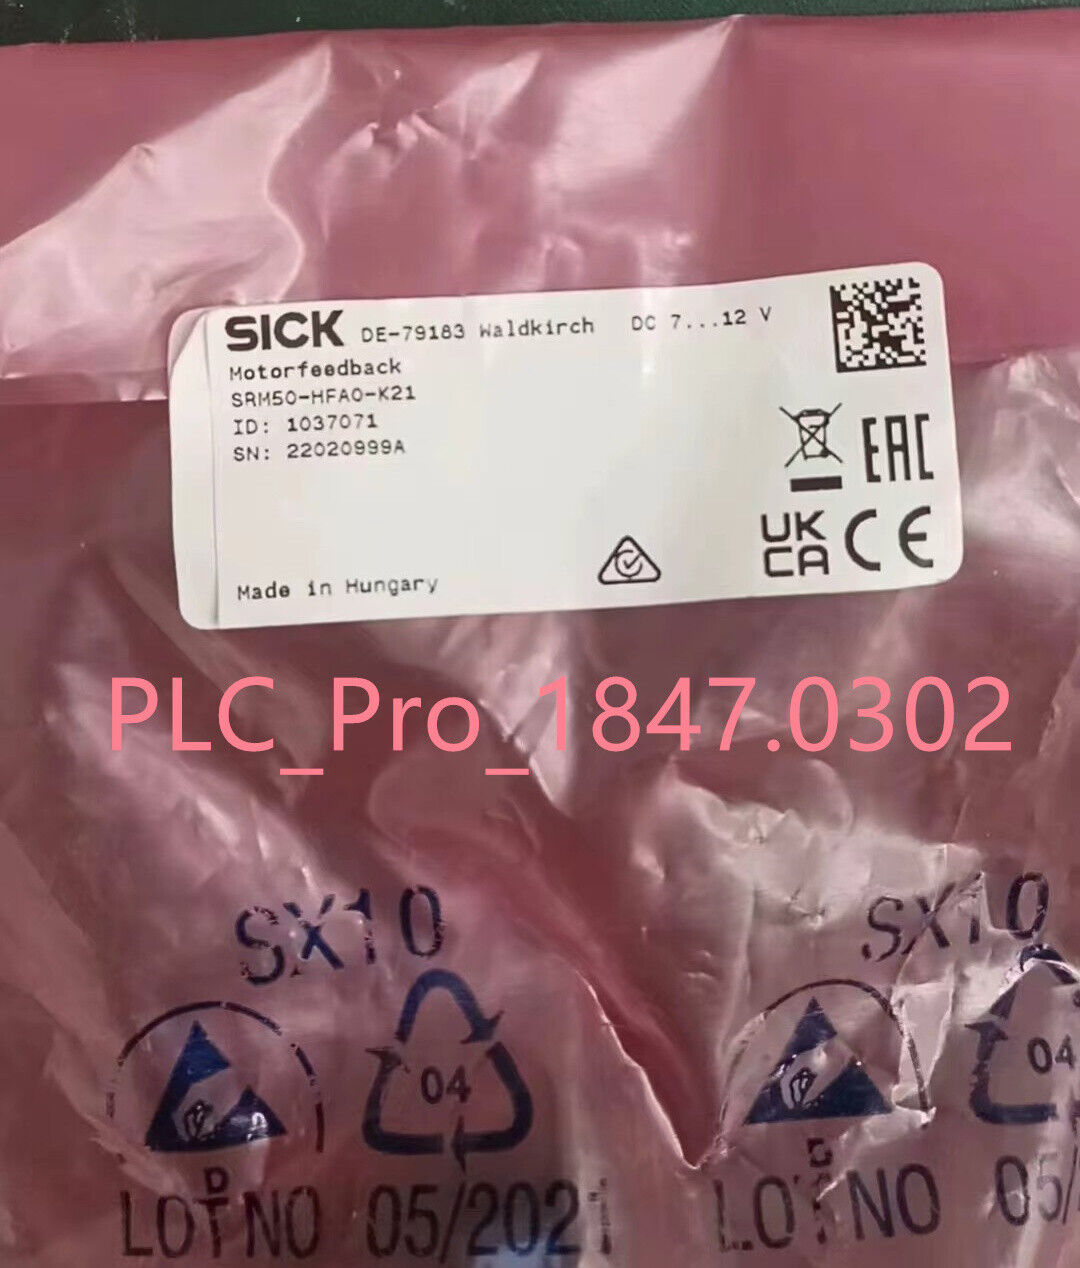 SICK DE-79183 Waldkirch DC 7...12 V
Motorfeedback
SRM50-HFA0-K21
ID: 1037071
SN: 22020999A
EAC
UK
CA CE
Made in Hungary
PLC_Pro_1847.0302
SX10 SX10
04 04
D D
LOT NO 05/2021 LOT NO 05/